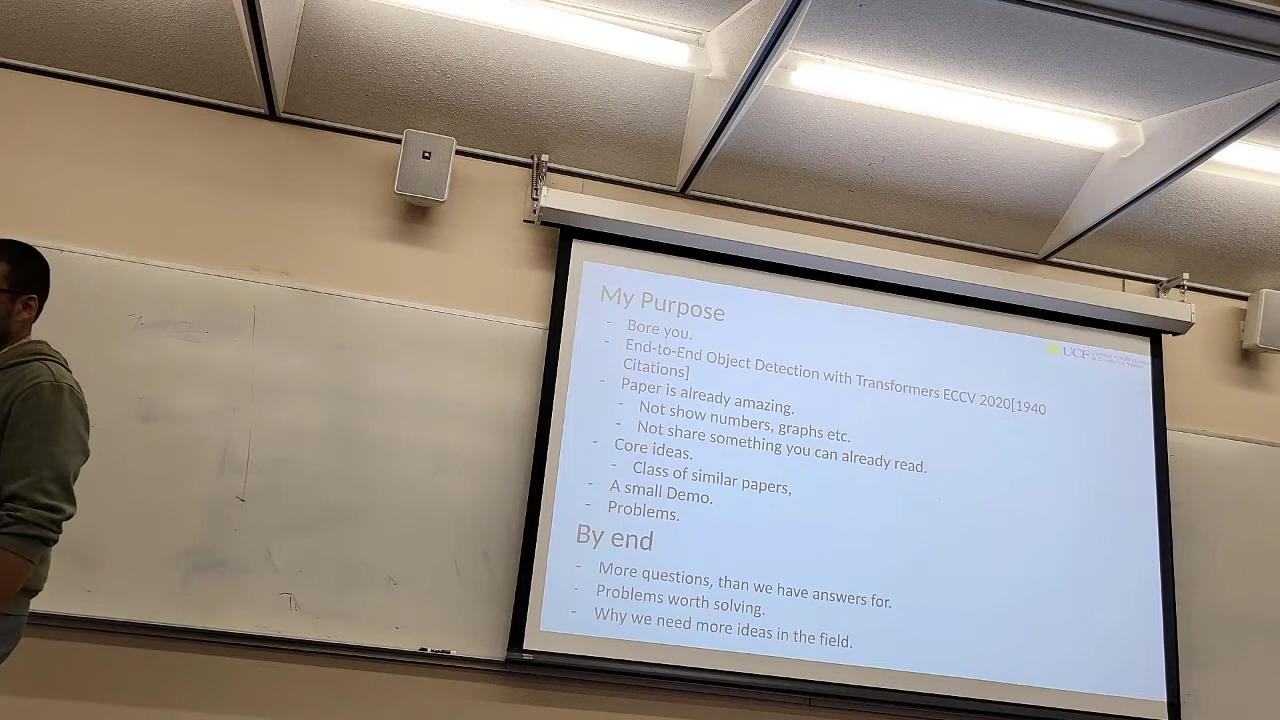 My Purpose
- Bore you.
- End-to-End Object Detection with Transformers ECCV 2020[1940
Citations]
- Paper is already amazing.
- Not show numbers, graphs etc.
- Not share something you can already read.
- Core ideas.
- Class of similar papers,
- A small Demo.
- Problems.
By end
- More questions, than we have answers for.
- Problems worth solving.
- Why we need more ideas in the field.
UCF